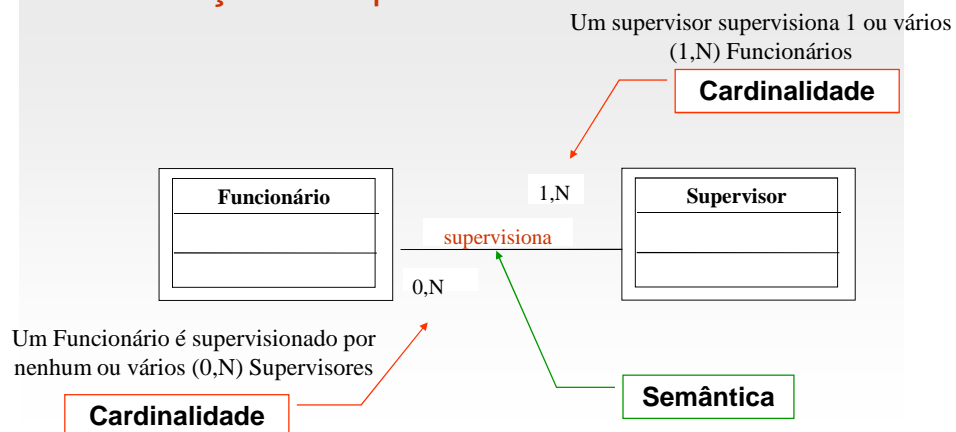 Um supervisor supervisiona 1 ou vários
(1,N) Funcionários
Cardinalidade
Funcionário
1,N
Supervisor
supervisiona
0,N
Um Funcionário é supervisionado por
nenhum ou vários (0,N) Supervisores
Semântica
Cardinalidade